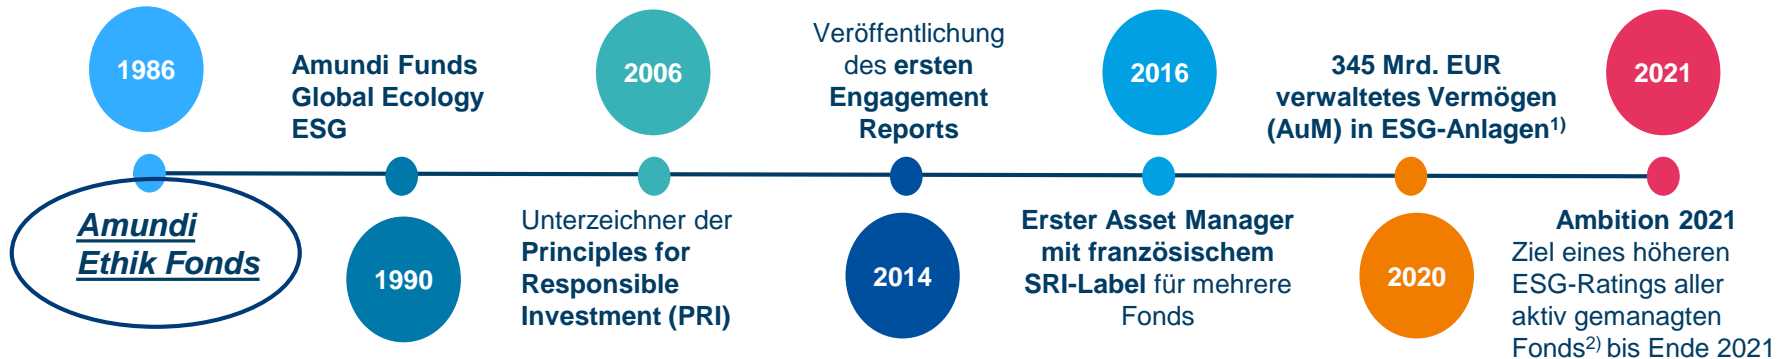 1986
Amundi
Ethik Fonds
Amundi Funds
Global Ecology
ESG
1990
2006
Unterzeichner der
Principles for
Responsible
Investment (PRI)
Veröffentlichung
des ersten
Engagement
Reports
2014
2016
Erster Asset Manager
mit französischem
SRI-Label für mehrere
Fonds
345 Mrd. EUR
verwaltetes Vermögen
(AuM) in ESG-Anlagen¹⁾
2020
2021
Ambition 2021
Ziel eines höheren
ESG-Ratings aller
aktiv gemanagten
Fonds²⁾ bis Ende 2021